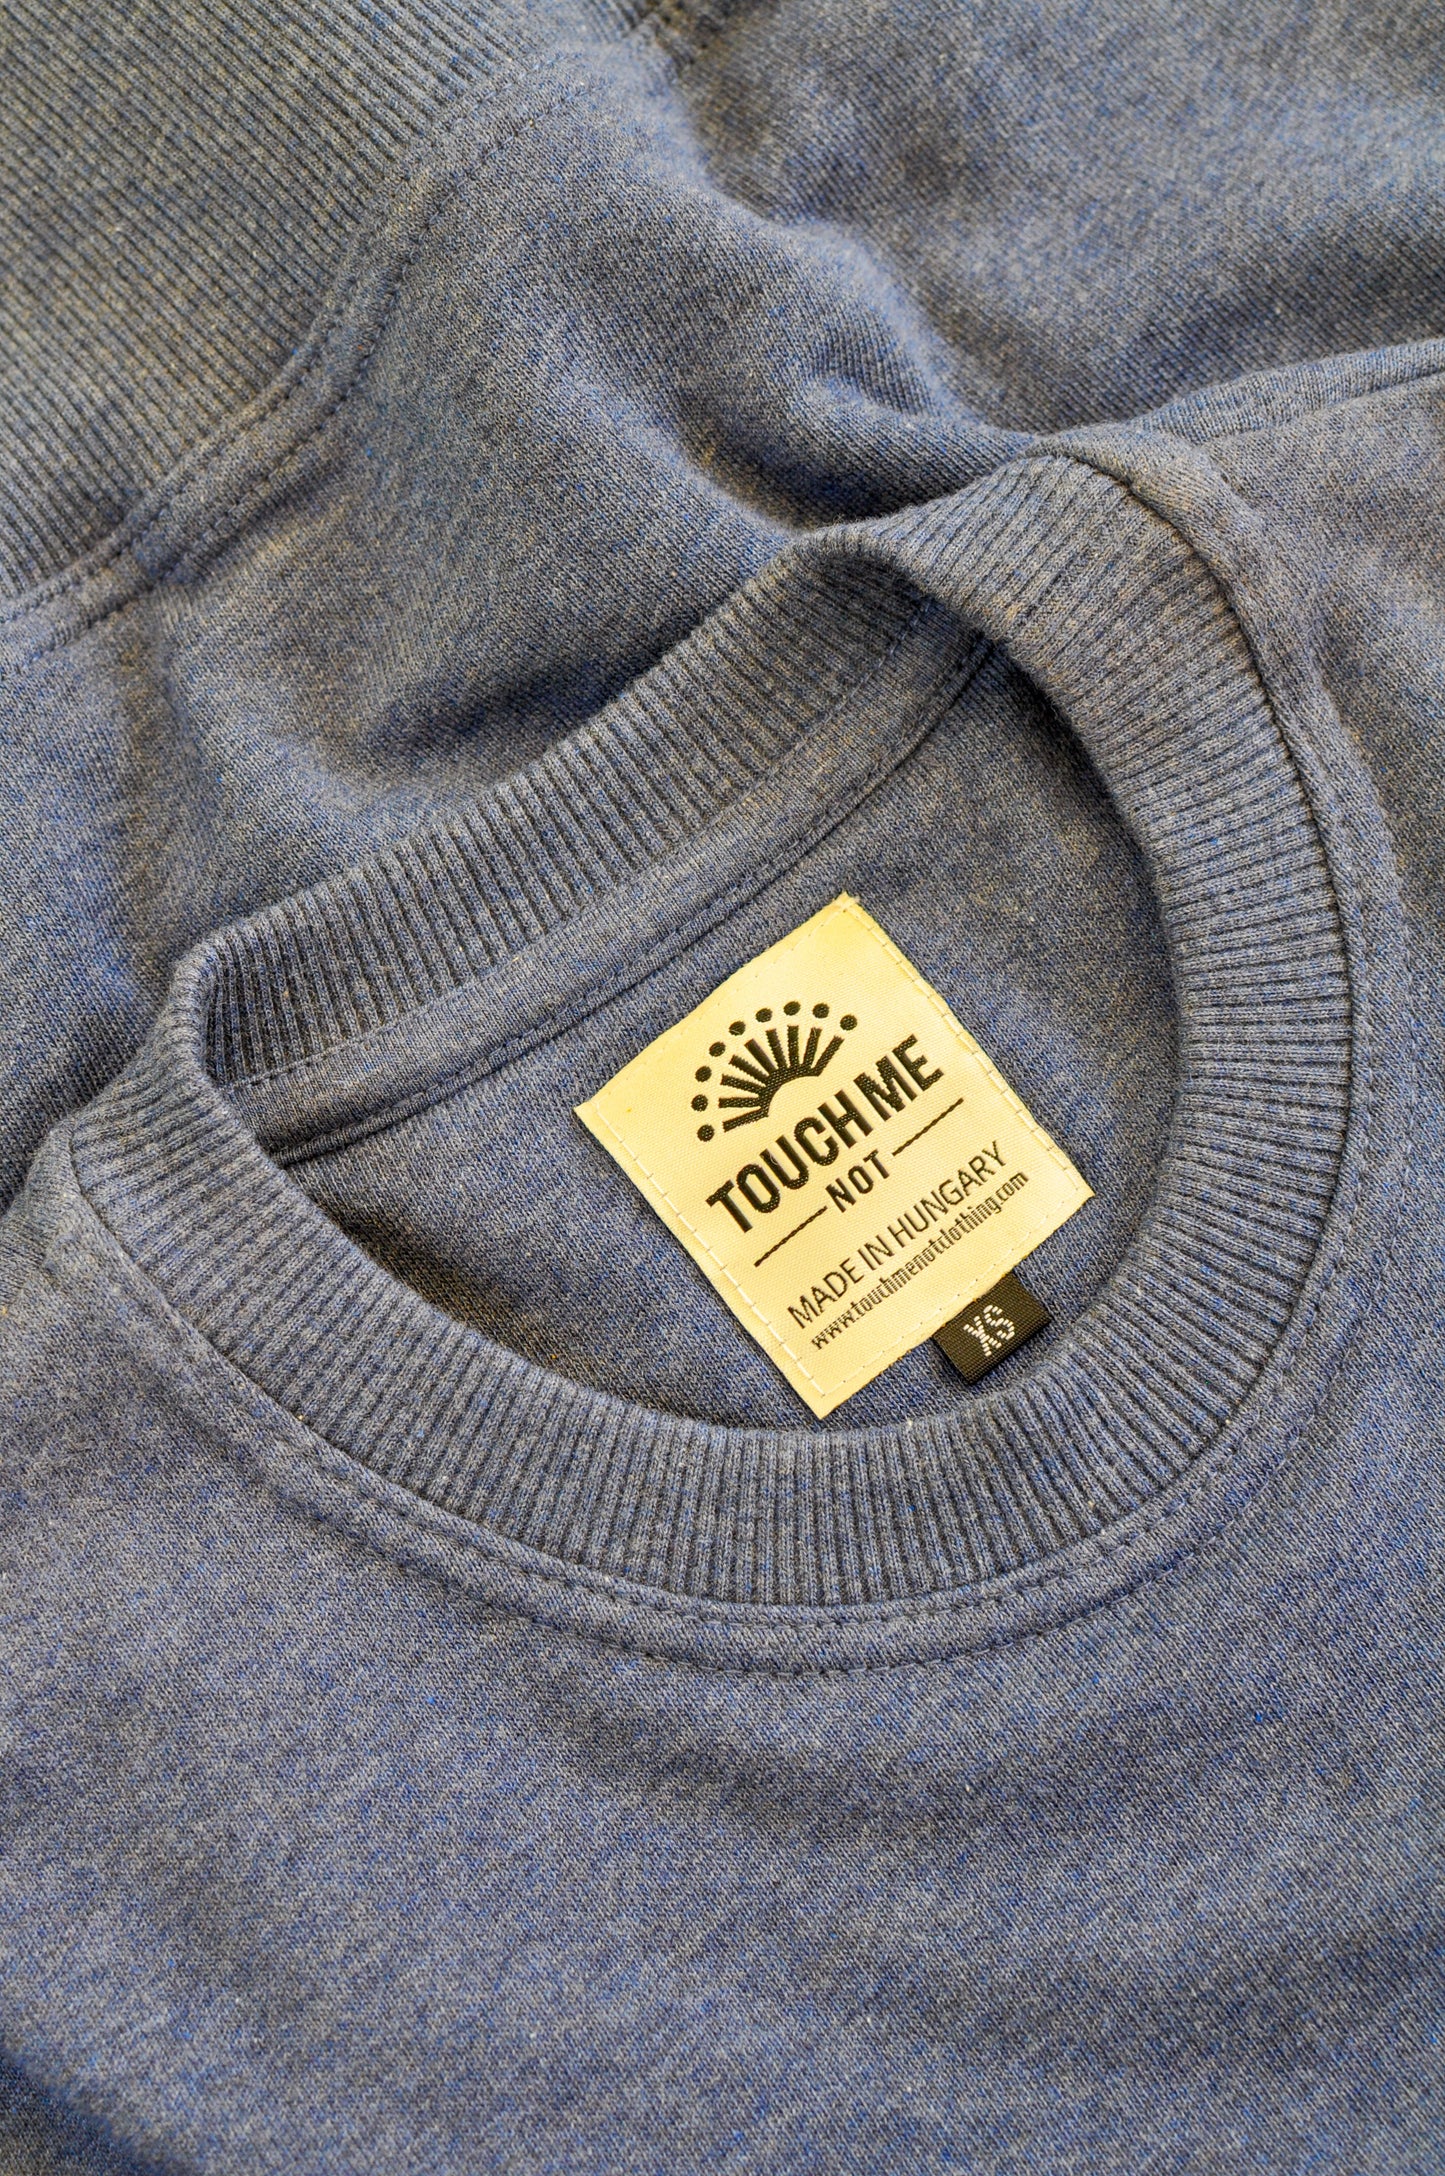 TOUCH ME
NOT
MADE IN HUNGARY
www.touchmenotclothing.com
XS